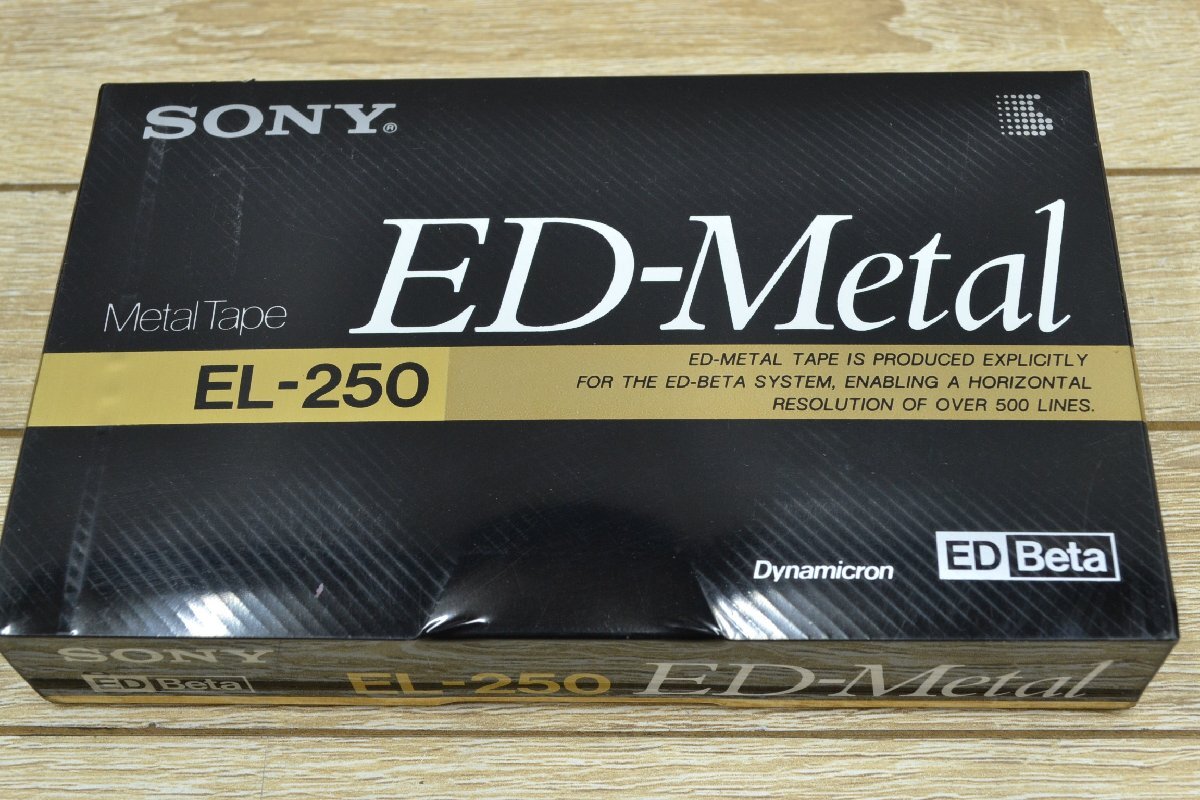 SONY®
ED-Metal
Metal Tape
EL-250
ED-METAL TAPE IS PRODUCED EXPLICITLY
FOR THE ED-BETA SYSTEM, ENABLING A HORIZONTAL
RESOLUTION OF OVER 500 LINES.
Dynamicron
ED Beta
SONY
ED Beta
EL-250 ED-Metal